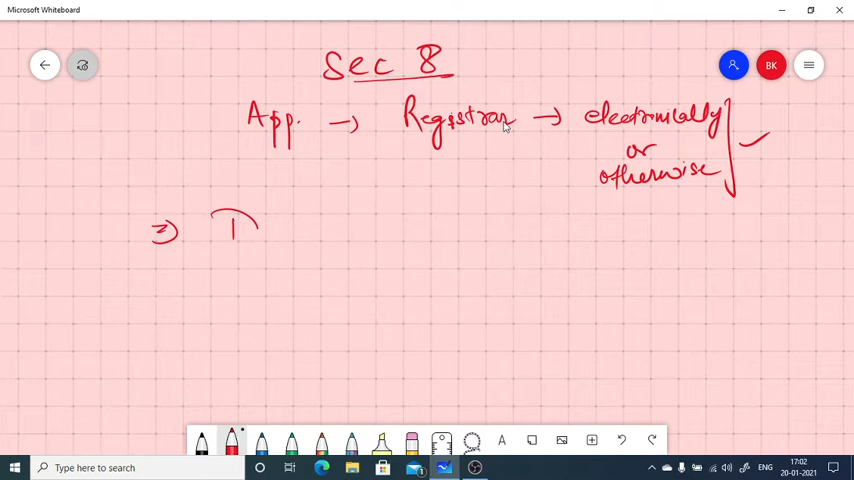 Microsoft Whiteboard
BK
Sec 8
App. → Registrar → electronically
or
otherwise
⇒ T
Type here to search
1
A
ENG
17:02
20-01-2021